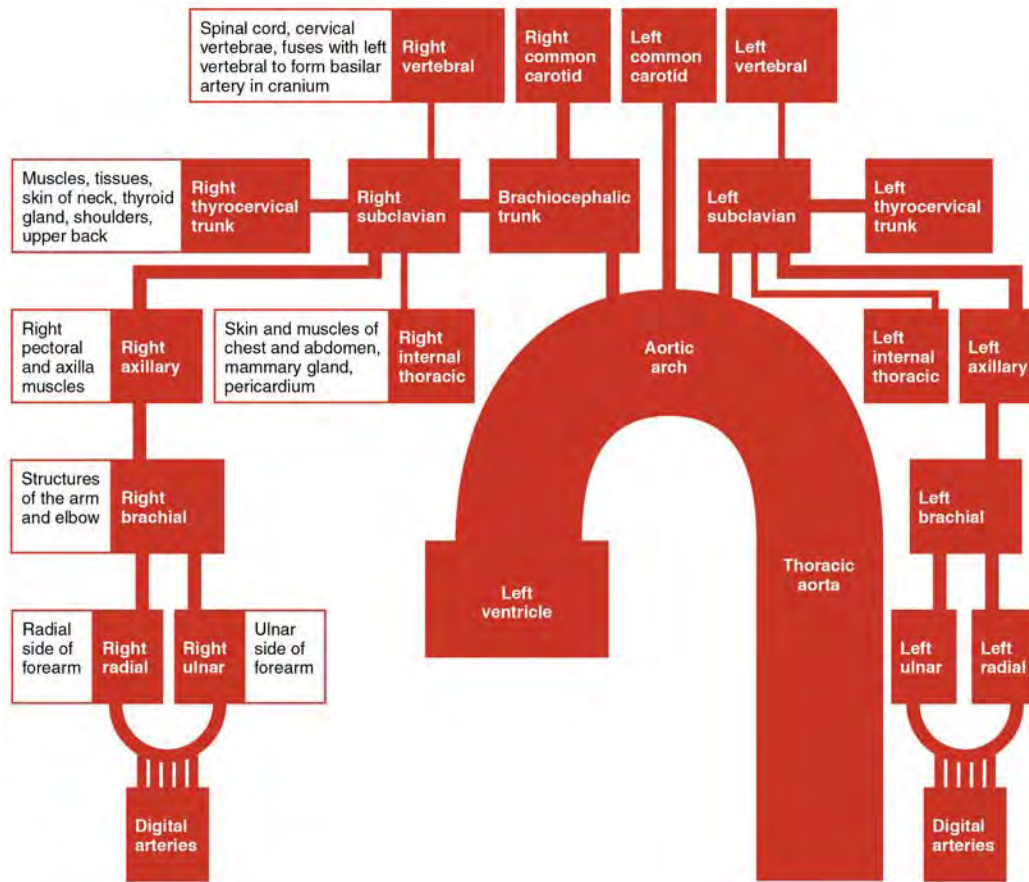 Spinal cord, cervical
vertebrae, fuses with left
vertebral to form basilar
artery in cranium
Right
vertebral
Right
common
carotid
Left
common
carotid
Left
vertebral
Muscles, tissues,
skin of neck, thyroid
gland, shoulders,
upper back
Right
thyrocervical
trunk
Right
subclavian
Brachiocephalic
trunk
Left
subclavian
Left
thyrocervical
trunk
Right
pectoral
and axilla
muscles
Right
axillary
Skin and muscles of
chest and abdomen,
mammary gland,
pericardium
Right
internal
thoracic
Aortic
arch
Left
internal
thoracic
Left
axillary
Structures
of the arm
and elbow
Right
brachial
Left
brachial
Left
ventricle
Thoracic
aorta
Radial
side of
forearm
Right
radial
Right
ulnar
Ulnar
side of
forearm
Left
ulnar
Left
radial
Digital
arteries
Digital
arteries